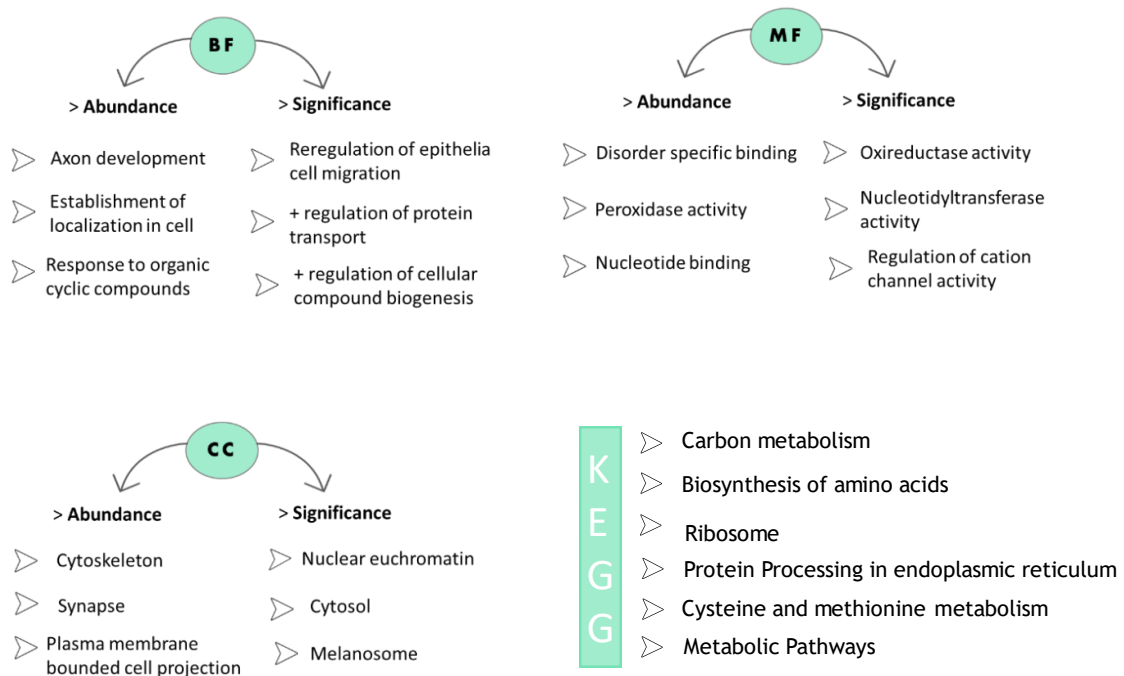 BF
> Abundance
Axon development
Establishment of
localization in cell
Response to organic
cyclic compounds
> Significance
Reregulation of epithelia
cell migration
+ regulation of protein
transport
+ regulation of cellular
compound biogenesis
MF
> Abundance
Disorder specific binding
Peroxidase activity
Nucleotide binding
> Significance
Oxireductase activity
Nucleotidyltransferase
activity
Regulation of cation
channel activity
CC
> Abundance
Cytoskeleton
Synapse
Plasma membrane
bounded cell projection
> Significance
Nuclear euchromatin
Cytosol
Melanosome
K
E
G
G
Carbon metabolism
Biosynthesis of amino acids
Ribosome
Protein Processing in endoplasmic reticulum
Cysteine and methionine metabolism
Metabolic Pathways